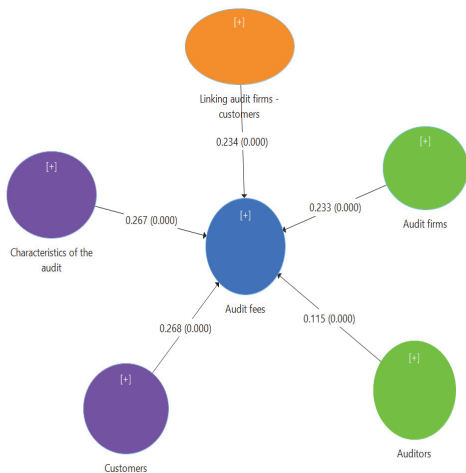 [+]
Linking audit firms -
customers
0.234 (0.000)
[+]
Audit firms
0.233 (0.000)
[+]
Characteristics of the
audit
0.267 (0.000)
[+]
Audit fees
0.268 (0.000)
0.115 (0.000)
[+]
Customers
[+]
Auditors